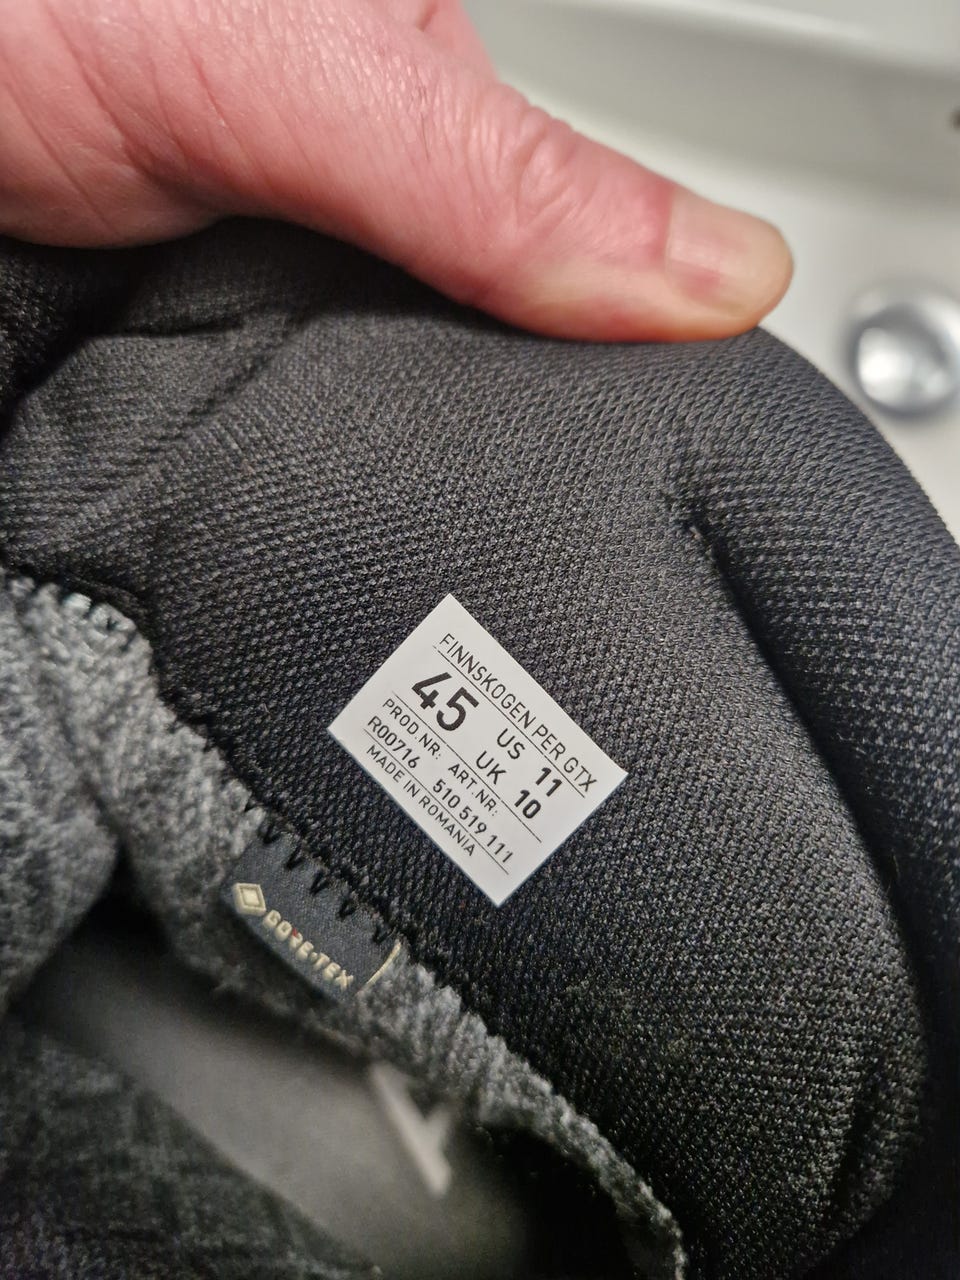 FINNSKOGEN PER GTX
45 US 11
UK 10
PROD.NR: ART.NR:
R00716 510 519 111
MADE IN ROMANIA
GORE-TEX